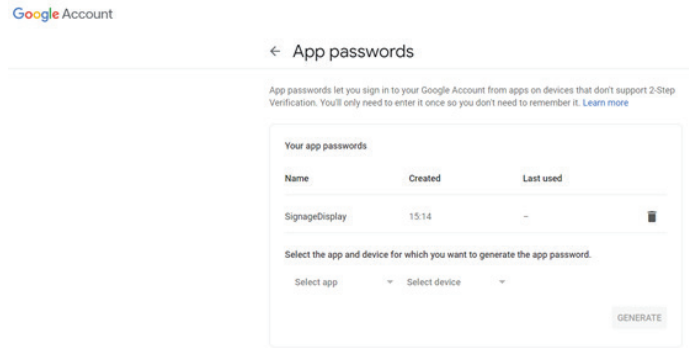 Google Account
App passwords
App passwords let you sign in to your Google Account from apps on devices that don't support 2-Step
Verification. You'll only need to enter it once so you don't need to remember it. Learn more
Your app passwords
Name Created Last used
SignageDisplay 15:14 –
Select the app and device for which you want to generate the app password.
Select app Select device
GENERATE